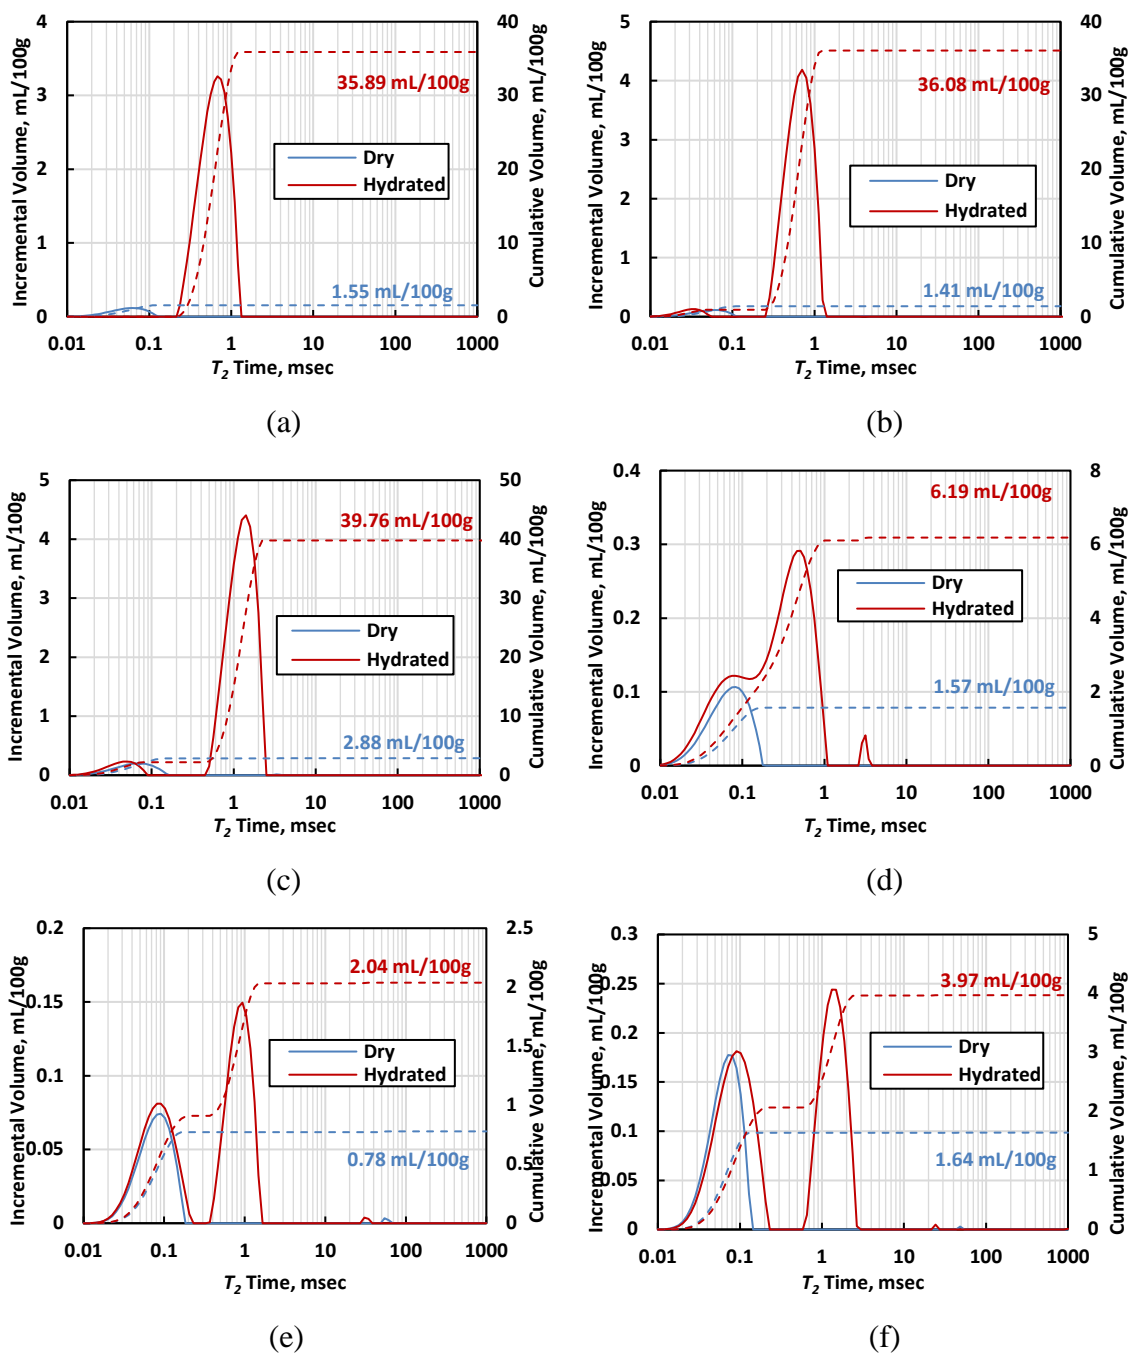 4
3
2
1
0
40
30
20
10
0
Incremental Volume, mL/100g
Cumulative Volume, mL/100g
35.89 mL/100g
Dry
Hydrated
1.55 mL/100g
0.01 0.1 1 10 100 1000
T2 Time, msec
(a)
5
4
3
2
1
0
40
30
20
10
0
Incremental Volume, mL/100g
Cumulative Volume, mL/100g
36.08 mL/100g
Dry
Hydrated
1.41 mL/100g
0.01 0.1 1 10 100 1000
T2 Time, msec
(b)
5
4
3
2
1
0
50
40
30
20
10
0
Incremental Volume, mL/100g
Cumulative Volume, mL/100g
39.76 mL/100g
Dry
Hydrated
2.88 mL/100g
0.01 0.1 1 10 100 1000
T2 Time, msec
(c)
0.4
0.3
0.2
0.1
0
8
6
4
2
0
Incremental Volume, mL/100g
Cumulative Volume, mL/100g
6.19 mL/100g
Dry
Hydrated
1.57 mL/100g
0.01 0.1 1 10 100 1000
T2 Time, msec
(d)
0.2
0.15
0.1
0.05
0
2.5
2
1.5
1
0.5
0
Incremental Volume, mL/100g
Cumulative Volume, mL/100g
2.04 mL/100g
Dry
Hydrated
0.78 mL/100g
0.01 0.1 1 10 100 1000
T2 Time, msec
(e)
0.3
0.25
0.2
0.15
0.1
0.05
0
5
4
3
2
1
0
Incremental Volume, mL/100g
Cumulative Volume, mL/100g
3.97 mL/100g
Dry
Hydrated
1.64 mL/100g
0.01 0.1 1 10 100 1000
T2 Time, msec
(f)